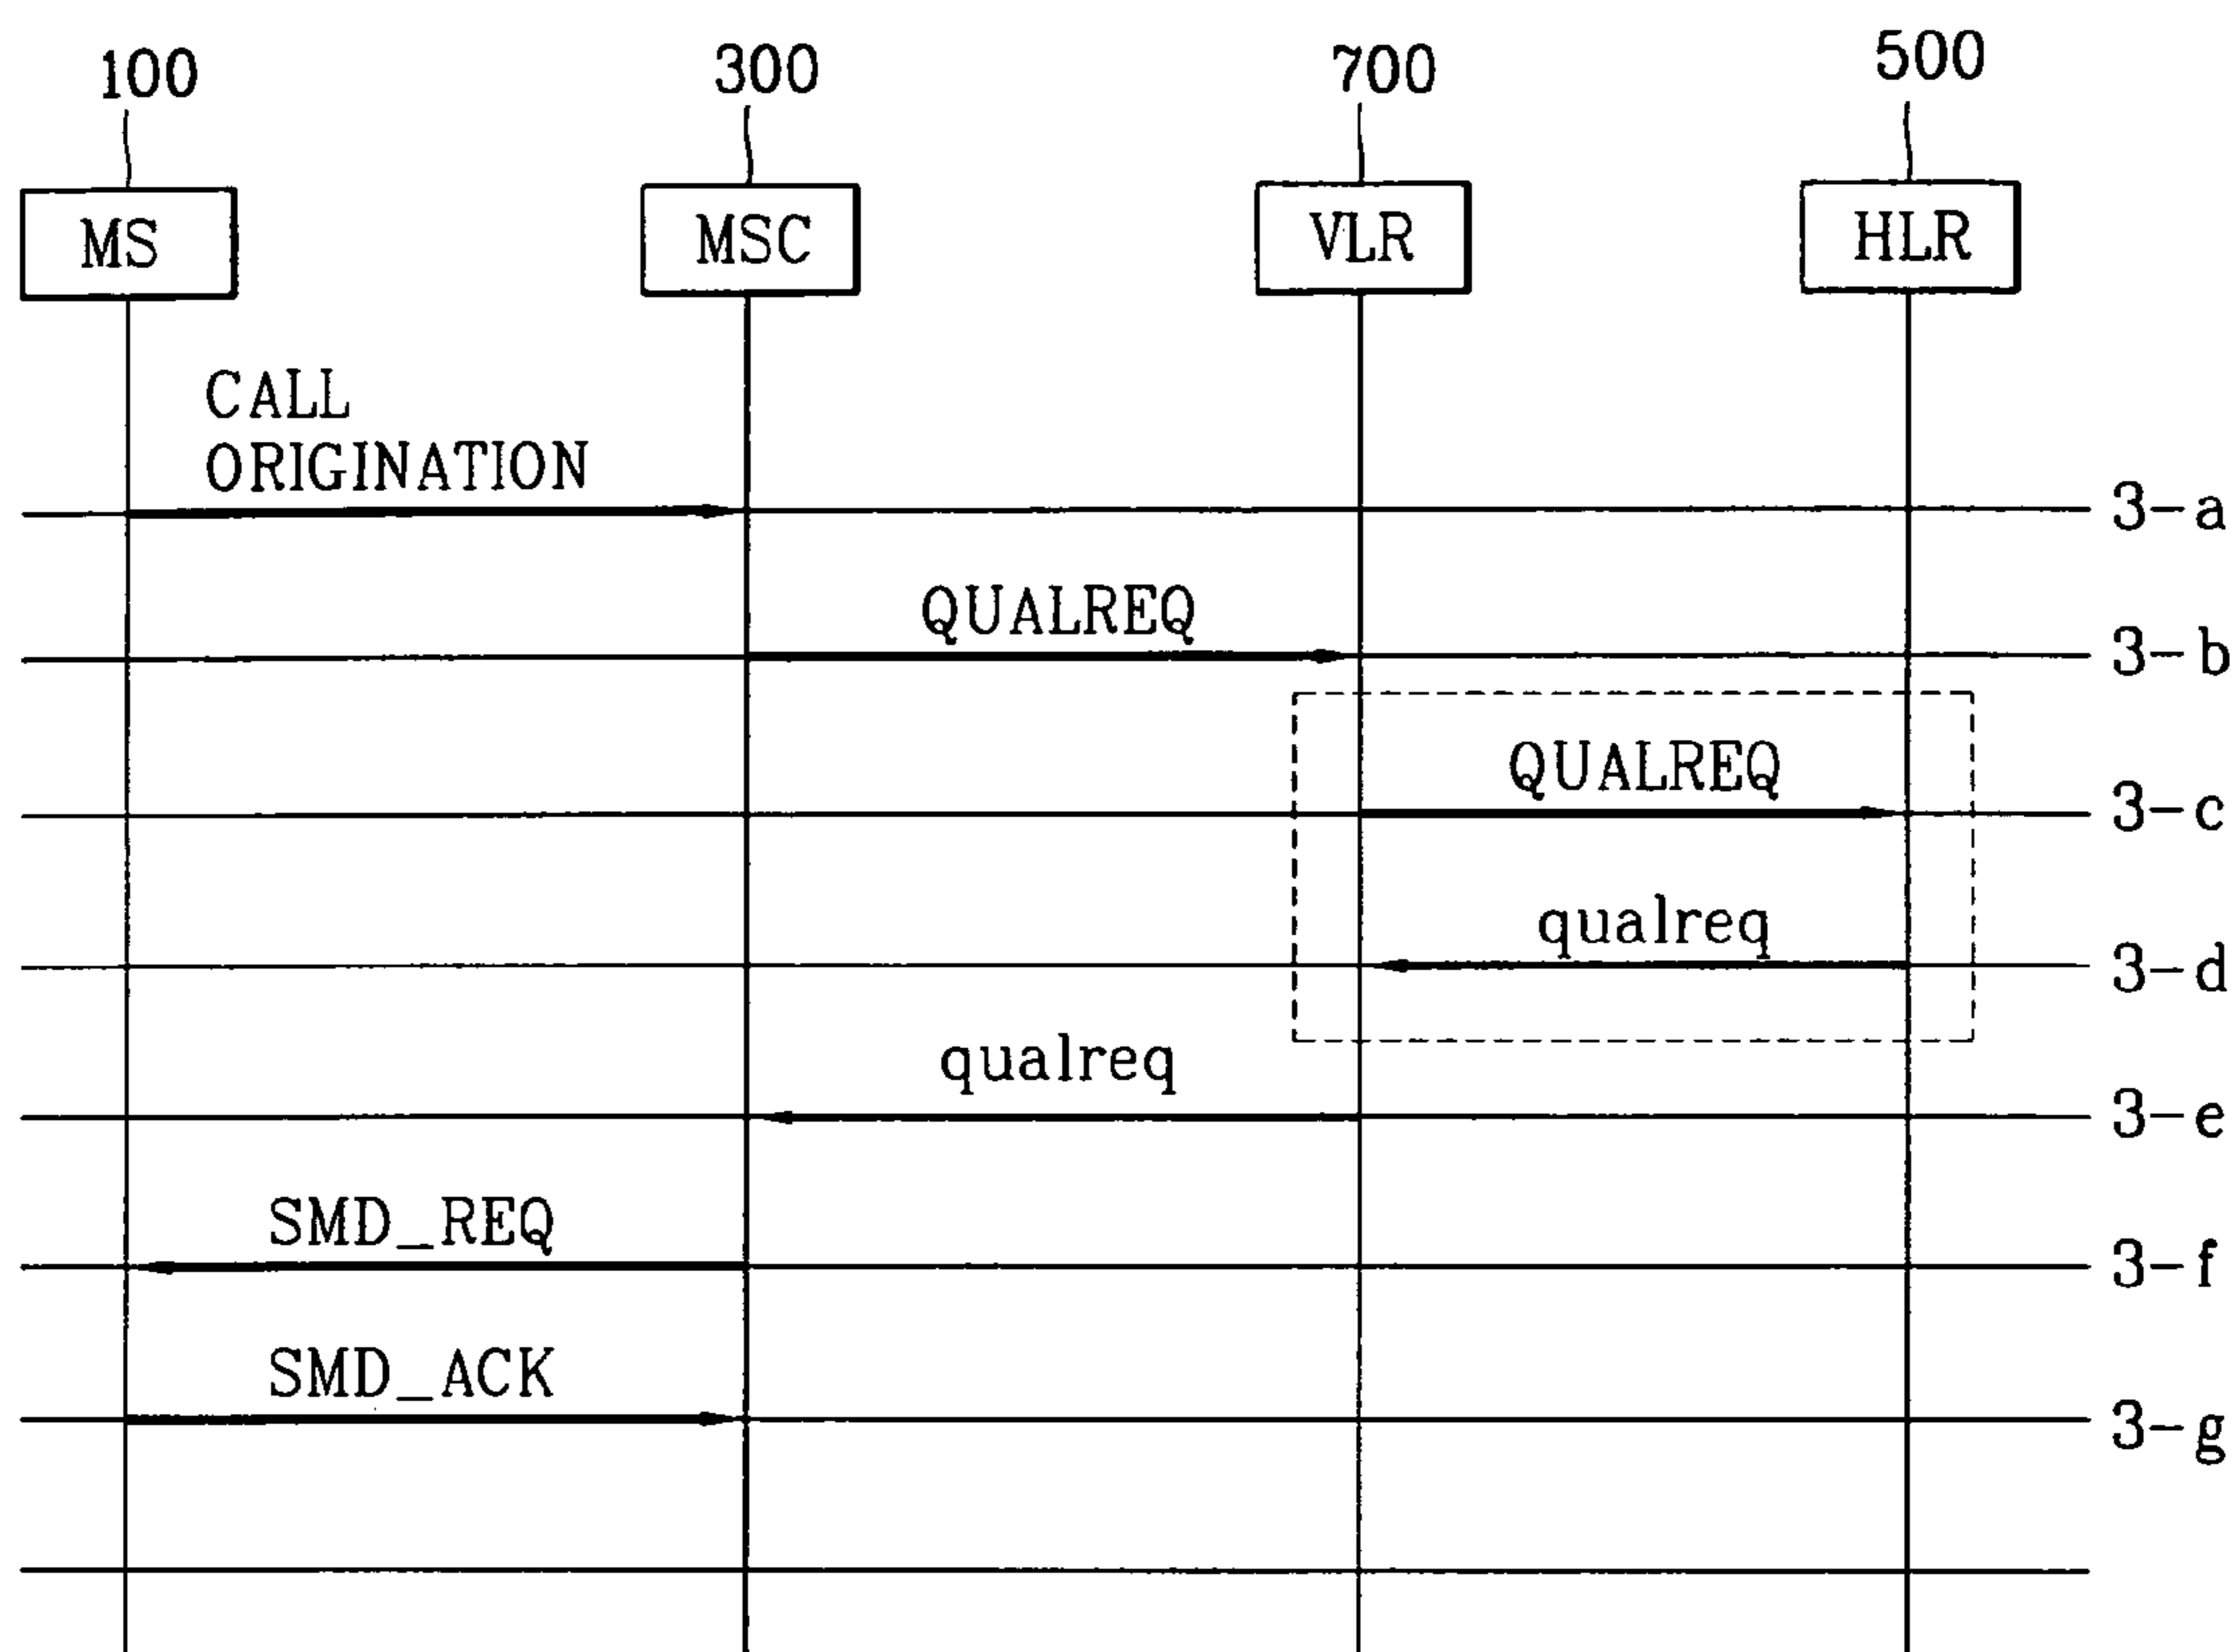 100
300
700
500
MS
MSC
VLR
HLR
CALL
ORIGINATION
3-a
QUALREQ
3-b
QUALREQ
3-c
qualreq
3-d
qualreq
3-e
SMD_REQ
3-f
SMD_ACK
3-g